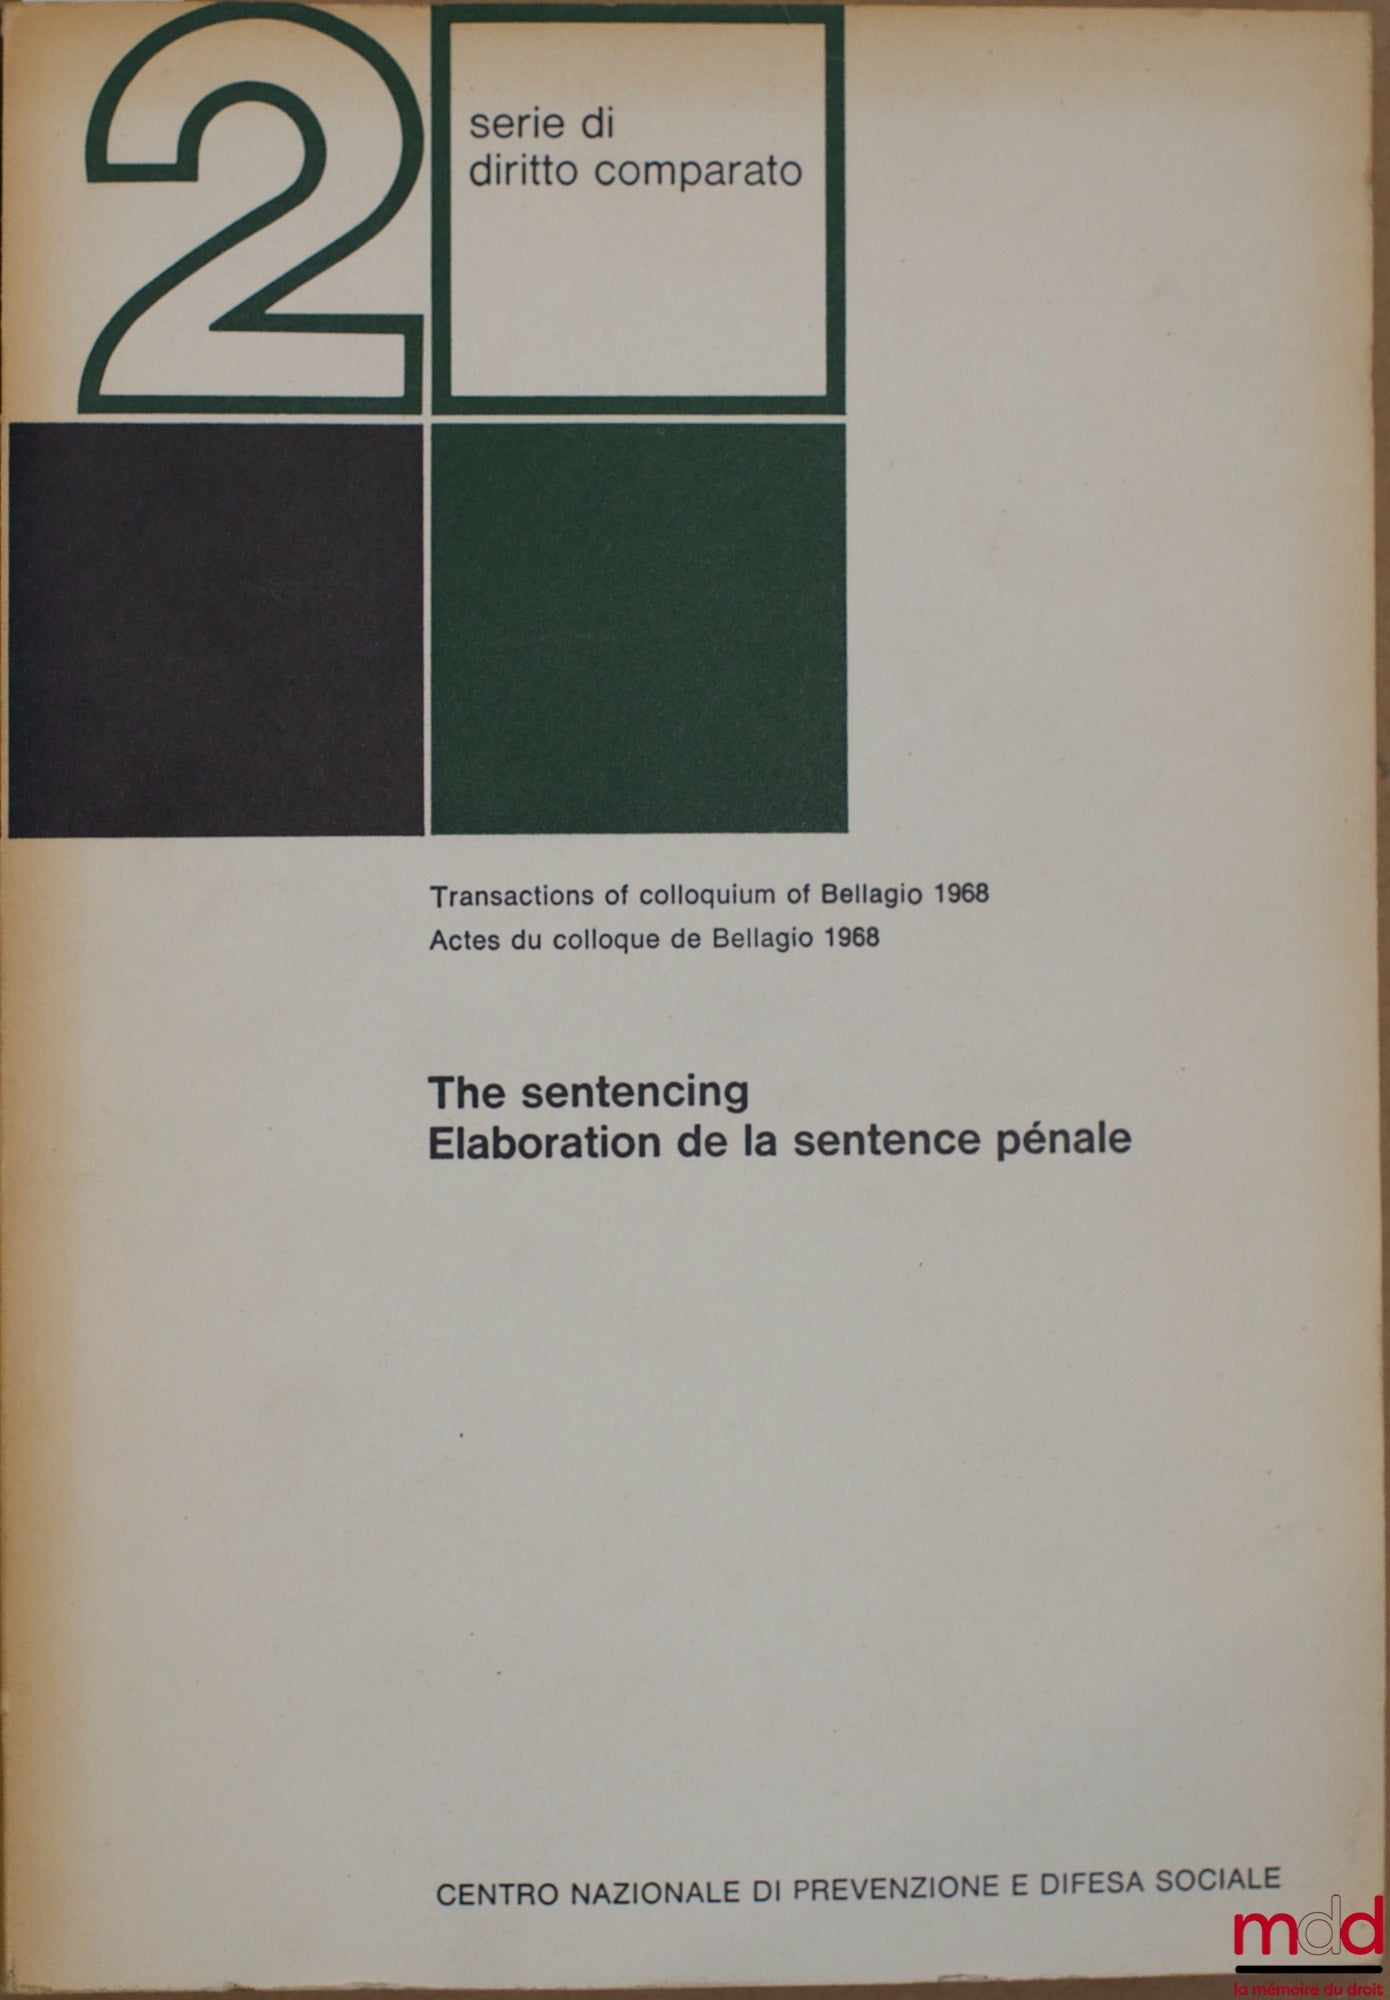 2
serie di
diritto comparato
Transactions of colloquium of Bellagio 1968
Actes du colloque de Bellagio 1968
The sentencing
Elaboration de la sentence pénale
CENTRO NAZIONALE DI PREVENZIONE E DIFESA SOCIALE
mdd
la mémoire du droit